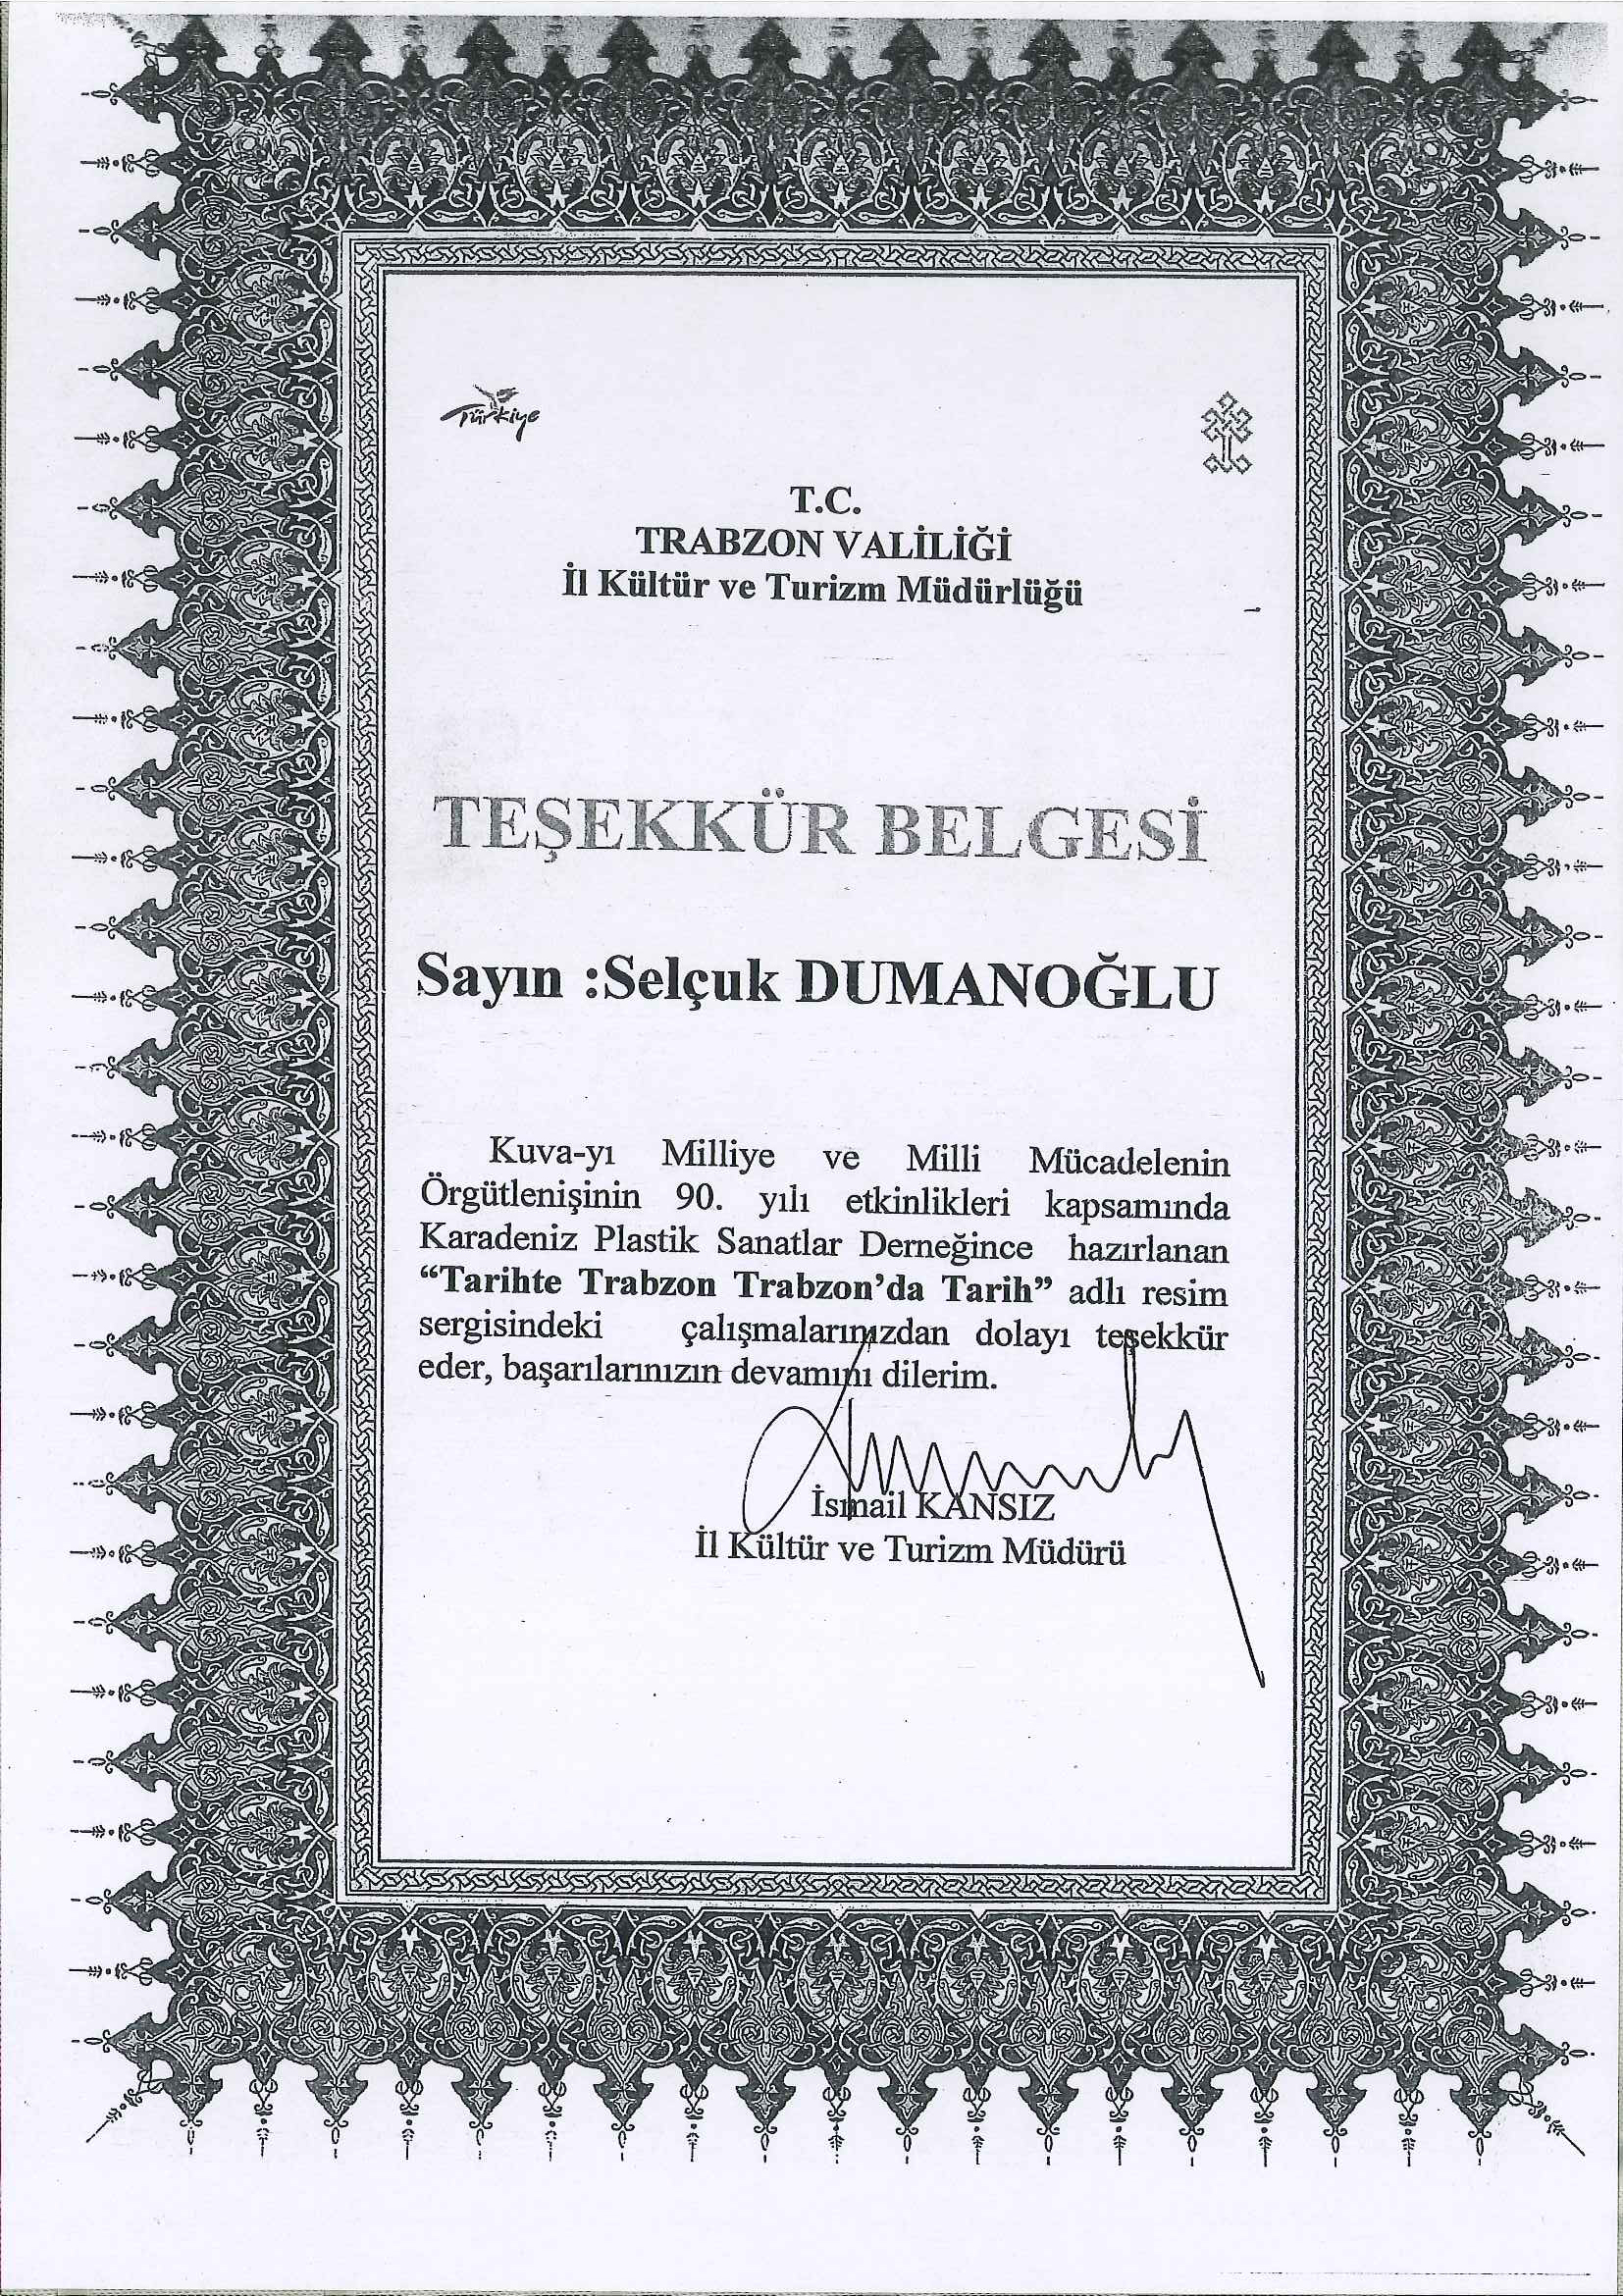 Türkiye
T.C.
TRABZON VALİLİĞİ
İl Kültür ve Turizm Müdürlüğü
TEŞEKKÜR BELGESİ
Sayın :Selçuk DUMANOĞLU
Kuva-yı Milliye ve Milli Mücadelenin
Örgütlenişinin 90. yılı etkinlikleri kapsamında
Karadeniz Plastik Sanatlar Derneğince hazırlanan
“Tarihte Trabzon Trabzon’da Tarih” adlı resim
sergisindeki çalışmalarınızdan dolayı teşekkür
eder, başarılarınızın devamını dilerim.
İsmail KANSIZ
İl Kültür ve Turizm Müdürü